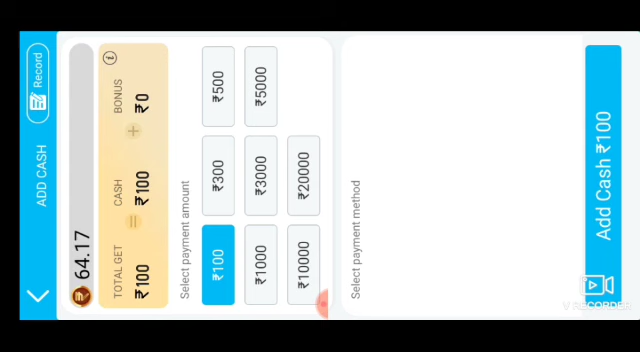 ADD CASH
Record
64.17
TOTAL GET CASH BONUS
₹100 = ₹100 + ₹0
?
Select payment amount
₹100 ₹300 ₹500
₹1000 ₹3000 ₹5000
₹10000 ₹20000
Select payment method
Add Cash ₹100
V RECORDER